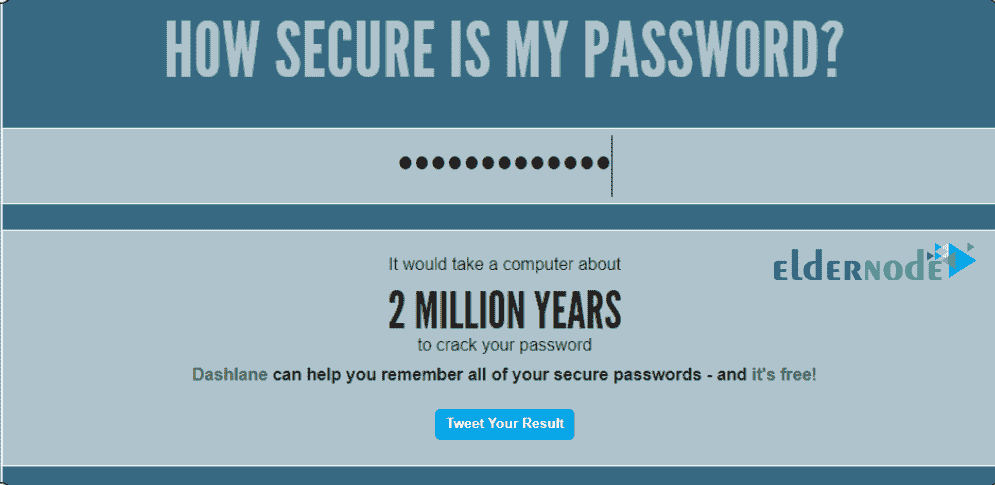 HOW SECURE IS MY PASSWORD?
•••••••••••••
It would take a computer about
ELDERNODE
2 MILLION YEARS
to crack your password
Dashlane can help you remember all of your secure passwords - and it's free!
Tweet Your Result